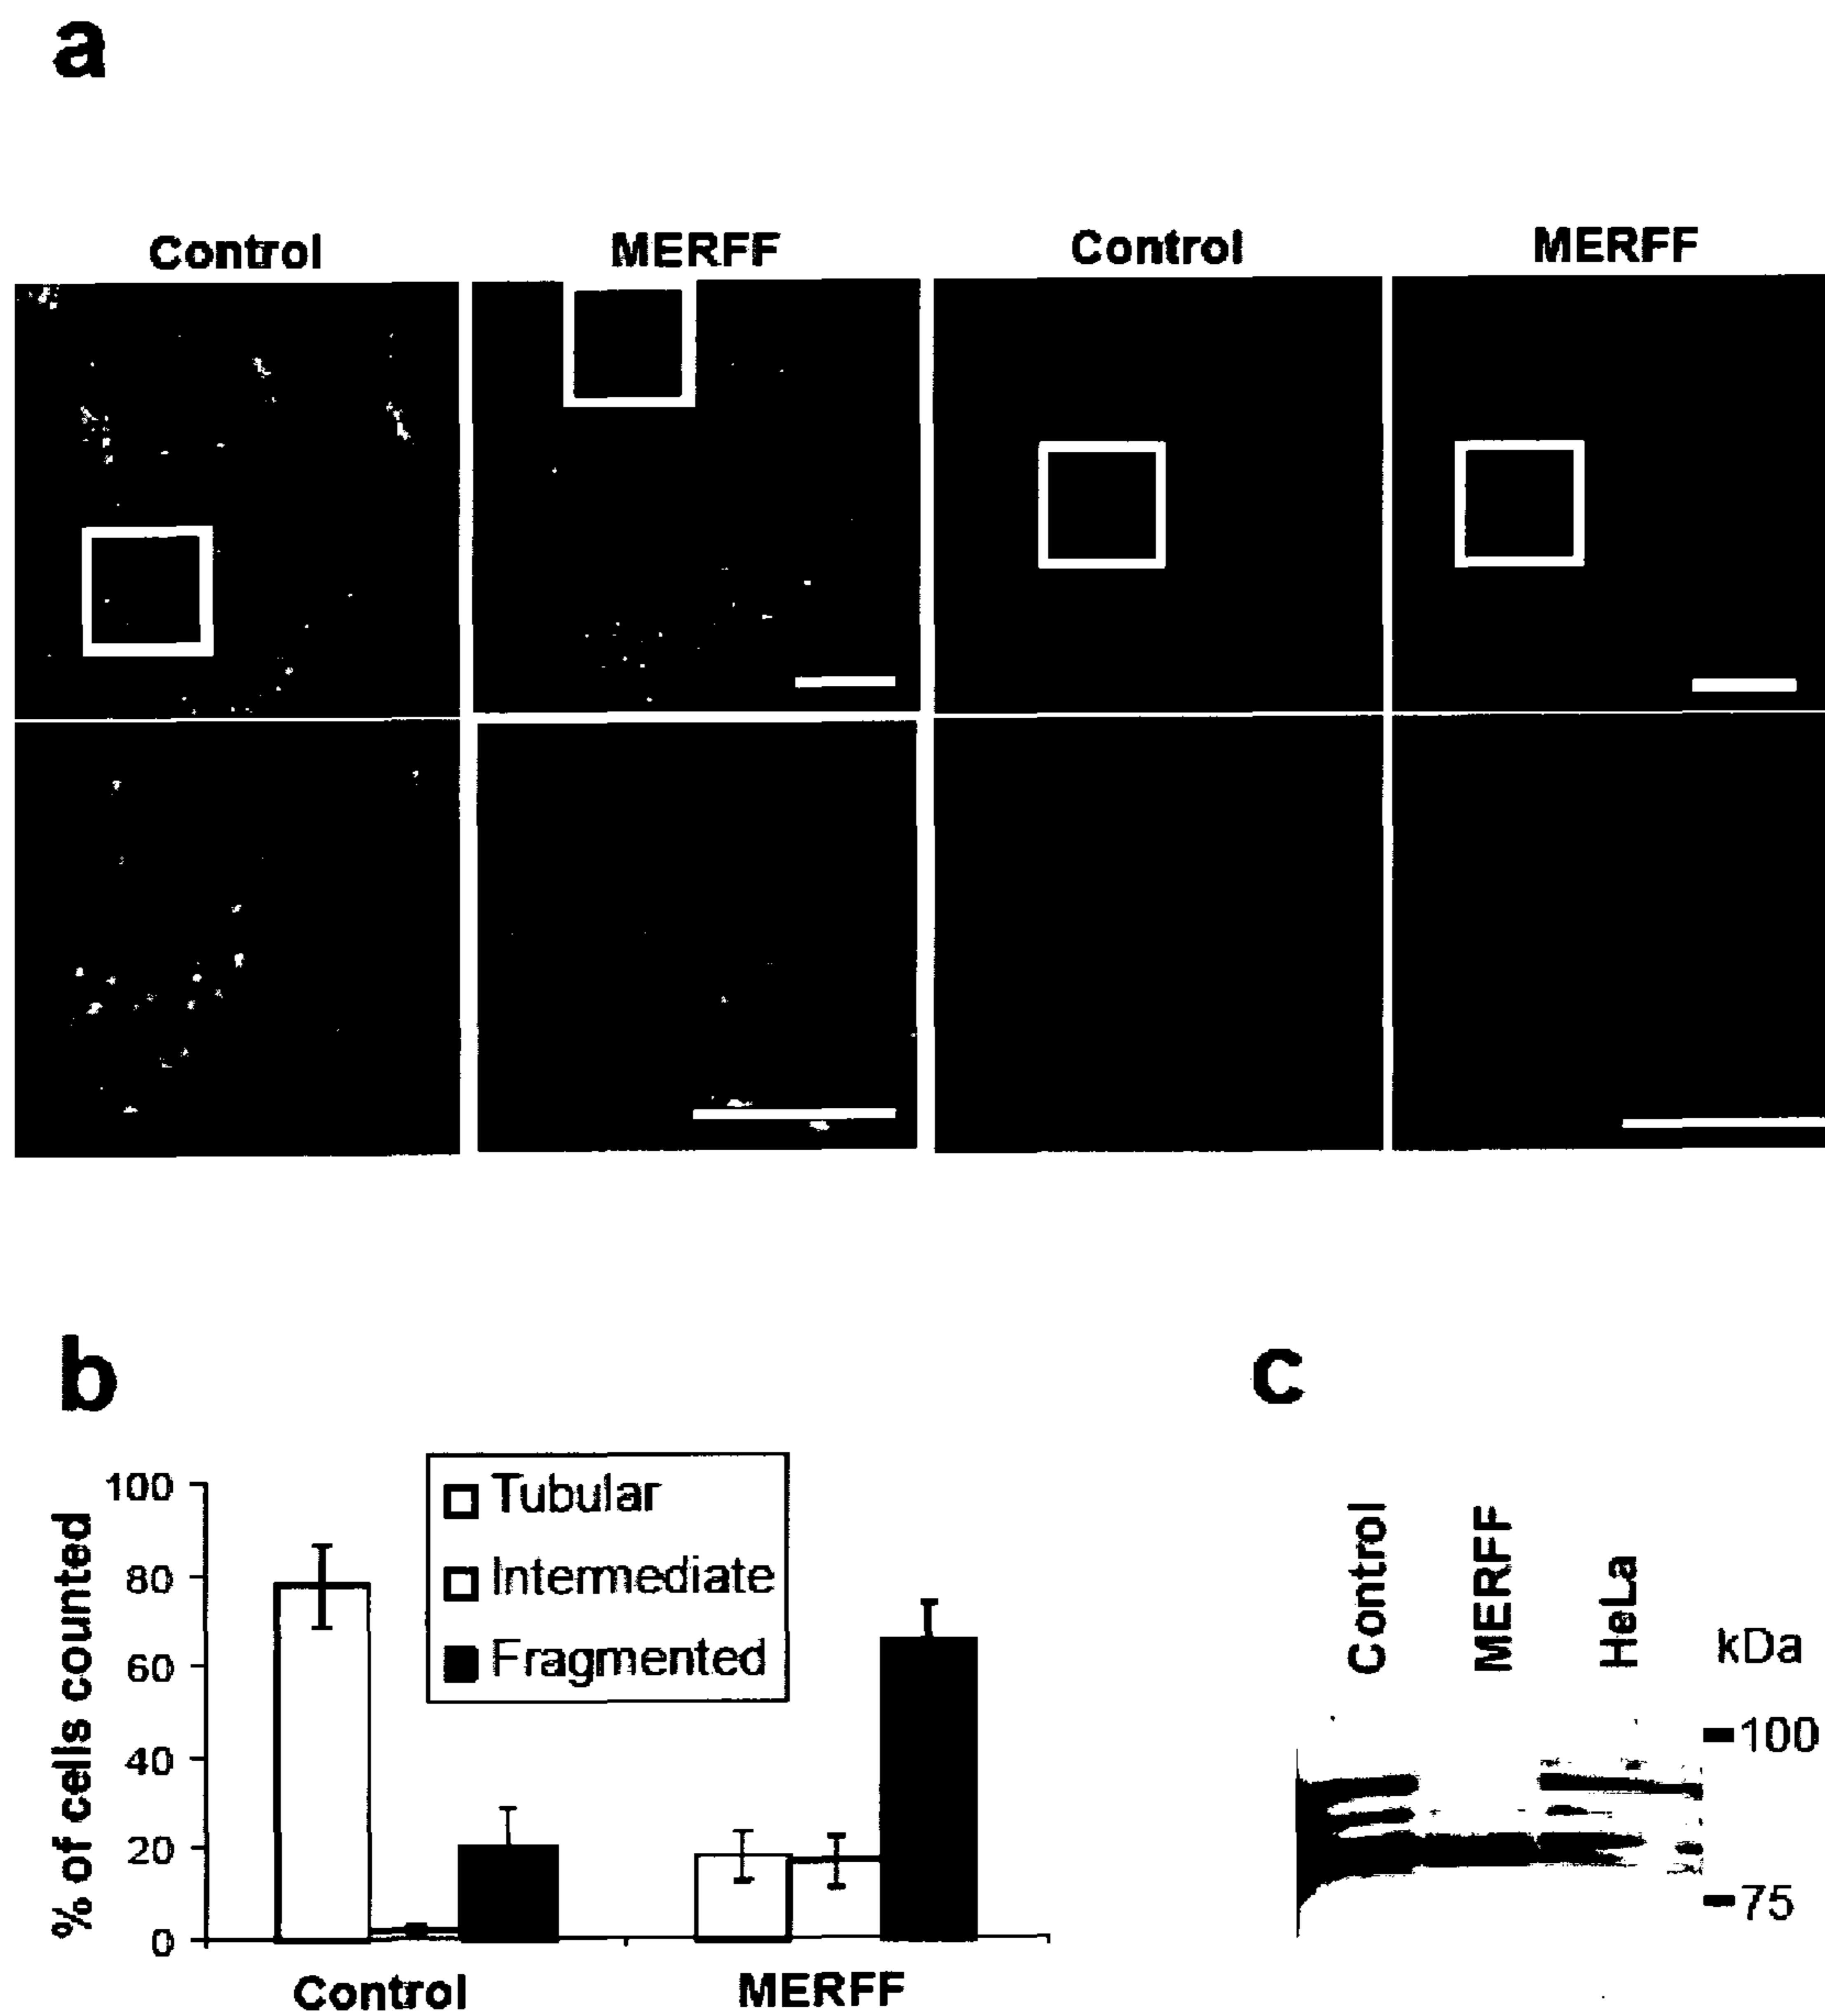 a
Control MERFF Control MERFF
b
100
80
60
40
20
0
% of cells counted
Tubular
Intermediate
Fragmented
Control MERFF
c
Control
MERFF
HeLa
kDa
100
75